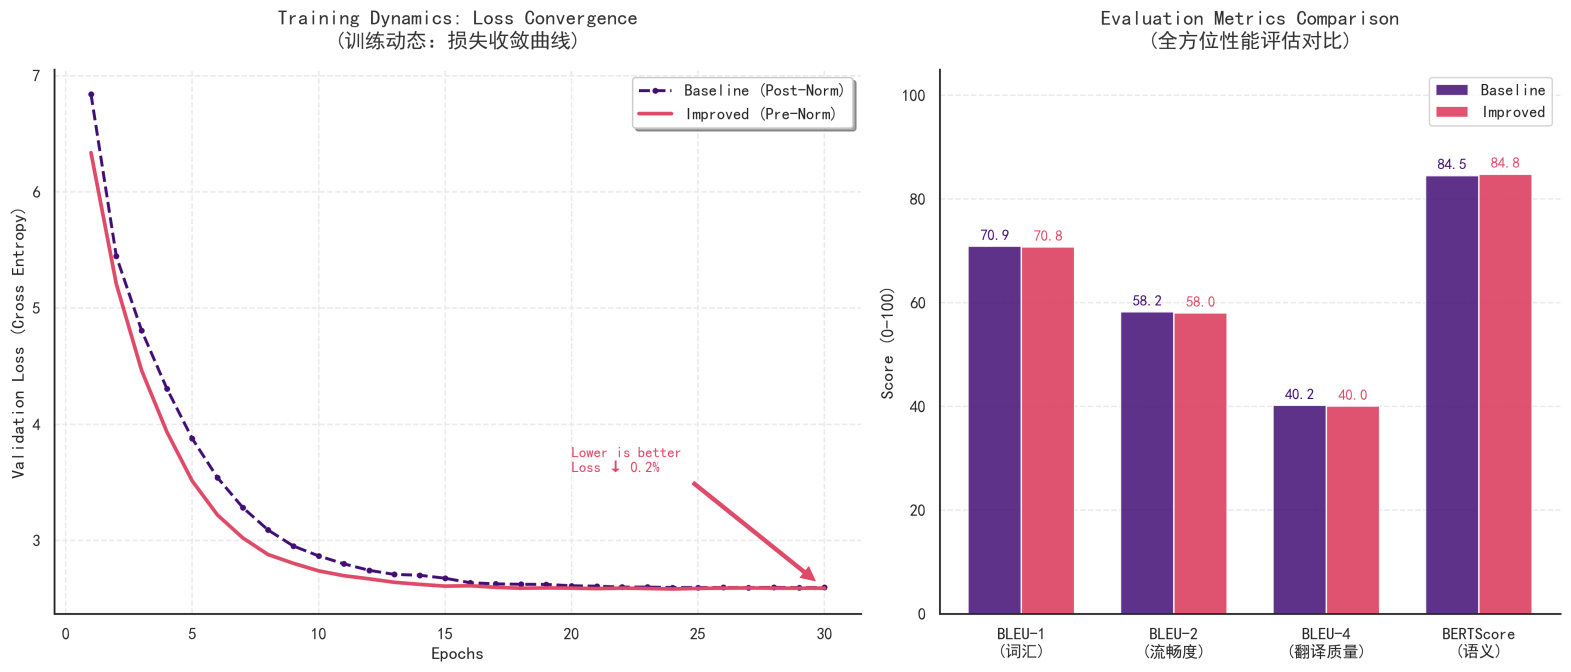 Training Dynamics: Loss Convergence
(训练动态：损失收敛曲线)
7
6
5
4
3
Validation Loss (Cross Entropy)
Baseline (Post-Norm)
Improved (Pre-Norm)
Lower is better
Loss ↓ 0.2%
0 5 10 15 20 25 30
Epochs
Evaluation Metrics Comparison
(全方位性能评估对比)
100
80
60
40
20
0
Score (0-100)
Baseline
Improved
70.9 70.8
58.2 58.0
40.2 40.0
84.5 84.8
BLEU-1 BLEU-2 BLEU-4 BERTScore
(词汇) (流畅度) (翻译质量) (语义)